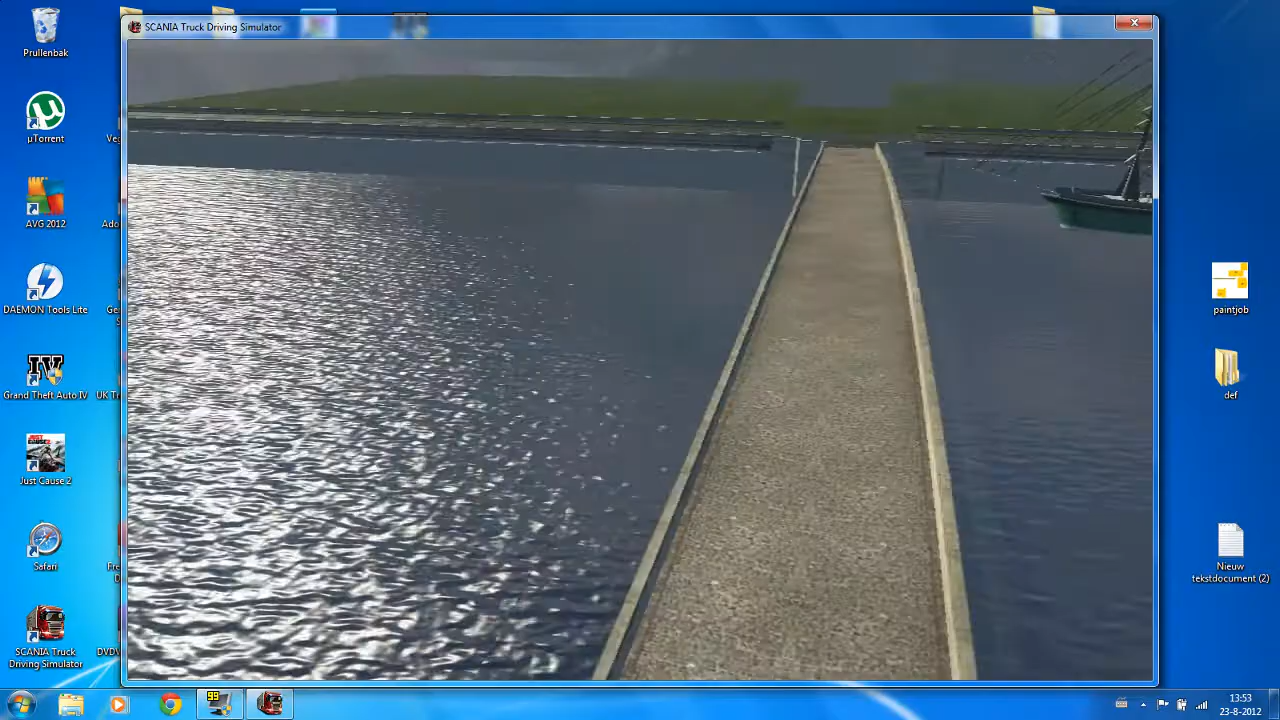 SCANIA Truck Driving Simulator
Prullenbak
µTorrent
AVG 2012
DAEMON Tools Lite
Grand Theft Auto IV
Just Cause 2
Safari
SCANIA Truck
Driving Simulator
paintjob
def
Nieuw
tekstdocument (2)
99
13:53
23-8-2012